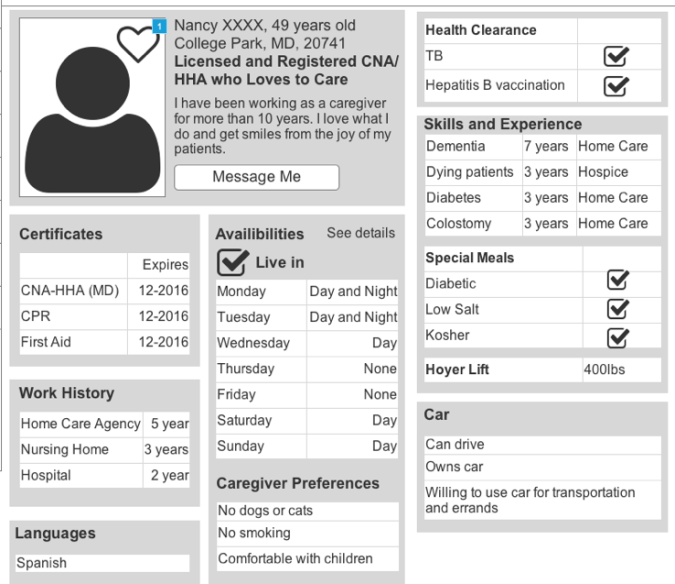 1
Nancy XXXX, 49 years old
College Park, MD, 20741
Licensed and Registered CNA/
HHA who Loves to Care
I have been working as a caregiver
for more than 10 years. I love what I
do and get smiles from the joy of my
patients.
Message Me
Certificates
Expires
CNA-HHA (MD) 12-2016
CPR 12-2016
First Aid 12-2016
Work History
Home Care Agency 5 year
Nursing Home 3 years
Hospital 2 year
Languages
Spanish
Availibilities See details
Live in
Monday Day and Night
Tuesday Day and Night
Wednesday Day
Thursday None
Friday None
Saturday Day
Sunday Day
Caregiver Preferences
No dogs or cats
No smoking
Comfortable with children
Health Clearance
TB
Hepatitis B vaccination
Skills and Experience
Dementia 7 years Home Care
Dying patients 3 years Hospice
Diabetes 3 years Home Care
Colostomy 3 years Home Care
Special Meals
Diabetic
Low Salt
Kosher
Hoyer Lift 400lbs
Car
Can drive
Owns car
Willing to use car for transportation
and errands